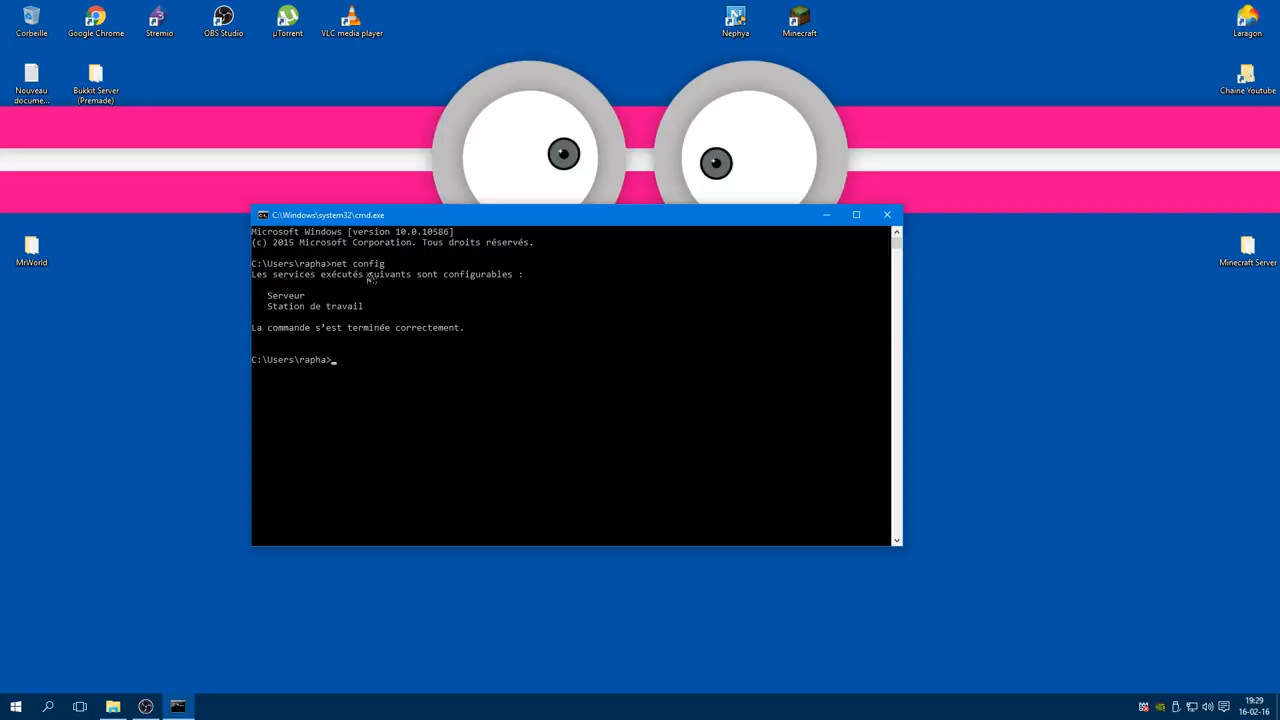 Corbeille
Google Chrome
Stremio
OBS Studio
µTorrent
VLC media player
Nephya
Minecraft
Laragon
Nouveau
docume...
Bukkit Server
(Premade)
Chaine Youtube
MrWorld
Minecraft Server
C:\Windows\system32\cmd.exe
Microsoft Windows [version 10.0.10586]
(c) 2015 Microsoft Corporation. Tous droits réservés.
C:\Users\rapha>net config
Les services exécutés suivants sont configurables :
Serveur
Station de travail
La commande s’est terminée correctement.
C:\Users\rapha>
19:29
16-02-16